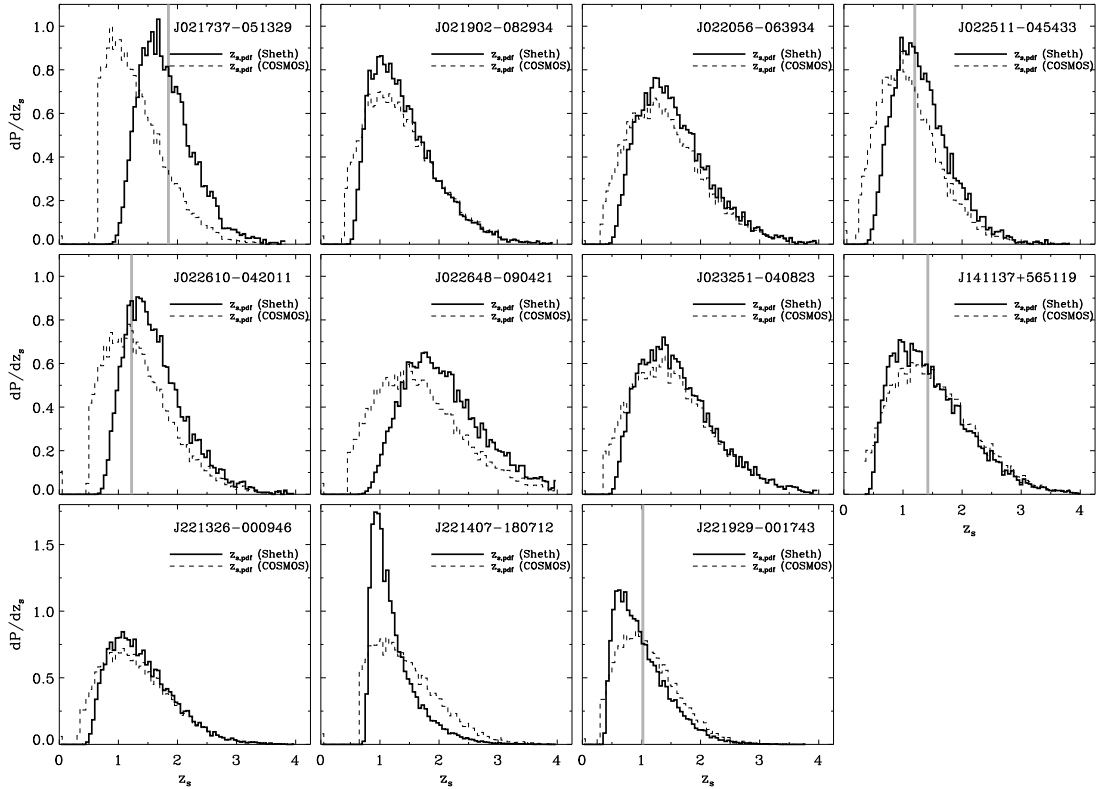 J021737−051329
z_s,pdf (Sheth)
z_s,pdf (COSMOS)
J021902−082934
z_s,pdf (Sheth)
z_s,pdf (COSMOS)
J022056−063934
z_s,pdf (Sheth)
z_s,pdf (COSMOS)
J022511−045433
z_s,pdf (Sheth)
z_s,pdf (COSMOS)
1.0
0.8
0.6
0.4
0.2
0.0
dP/dz_s
J022610−042011
z_s,pdf (Sheth)
z_s,pdf (COSMOS)
J022648−090421
z_s,pdf (Sheth)
z_s,pdf (COSMOS)
J023251−040823
z_s,pdf (Sheth)
z_s,pdf (COSMOS)
J141137+565119
z_s,pdf (Sheth)
z_s,pdf (COSMOS)
1.0
0.8
0.6
0.4
0.2
0.0
dP/dz_s
0 1 2 3 4
z_s
J221326−000946
z_s,pdf (Sheth)
z_s,pdf (COSMOS)
J221407−180712
z_s,pdf (Sheth)
z_s,pdf (COSMOS)
J221929−001743
z_s,pdf (Sheth)
z_s,pdf (COSMOS)
1.5
1.0
0.5
0.0
dP/dz_s
0 1 2 3 4
z_s
0 1 2 3 4
z_s
0 1 2 3 4
z_s